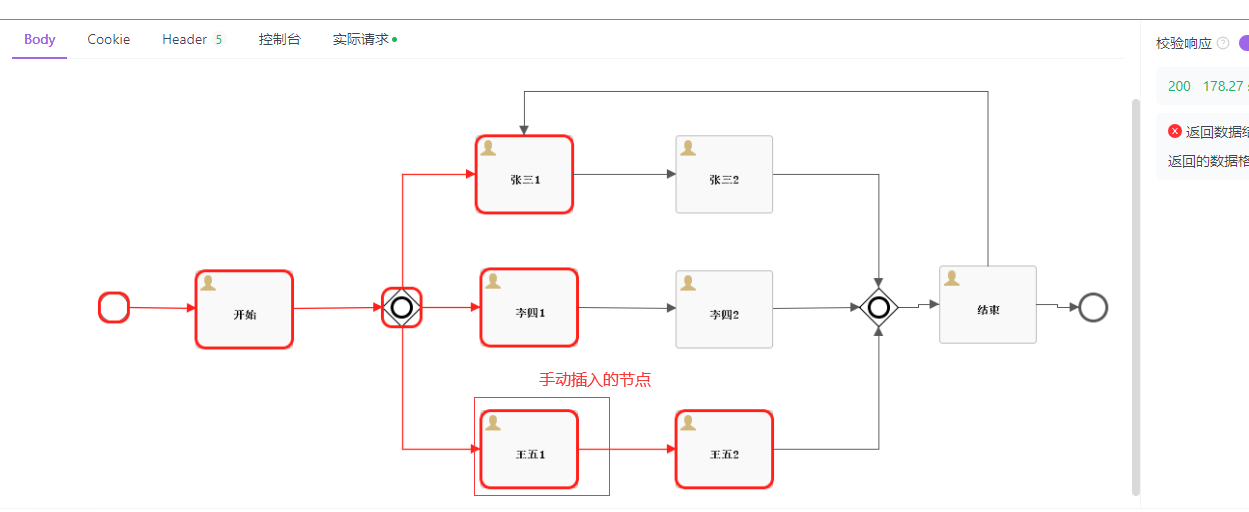 Body Cookie Header 5 控制台 实际请求
校验响应
200 178.27
返回数据
返回的数据格
张三1 张三2
开始 李四1 李四2 结束
手动插入的节点
王五1 王五2